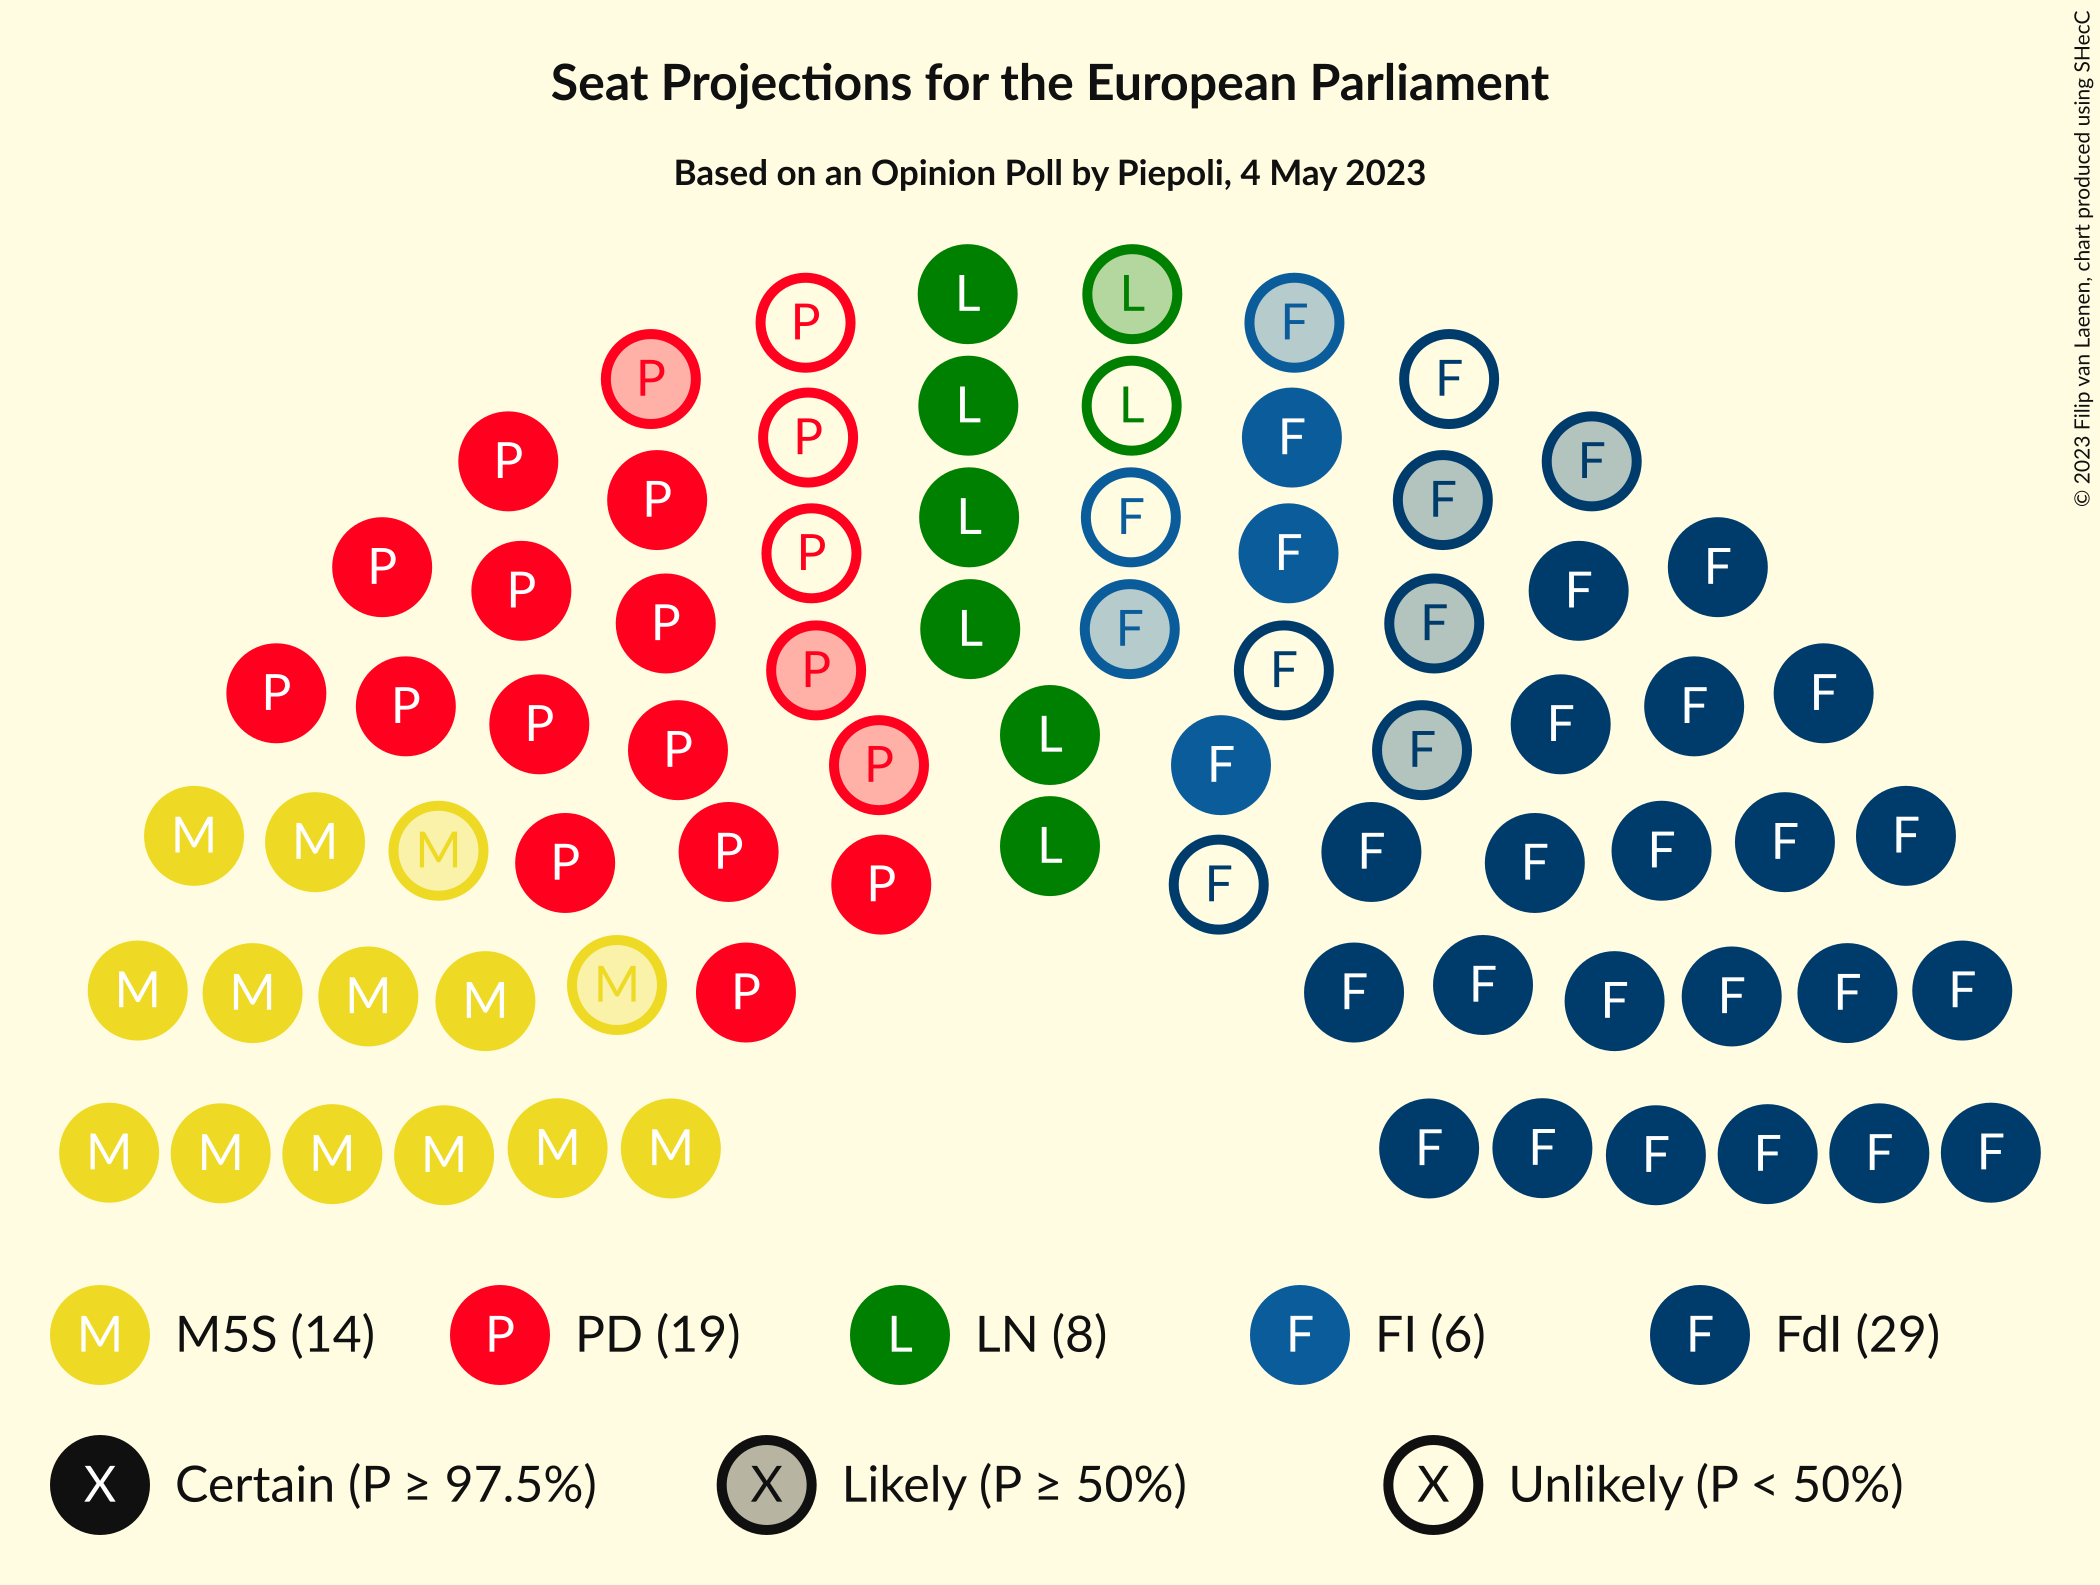 Seat Projections for the European Parliament
Based on an Opinion Poll by Piepoli, 4 May 2023
© 2023 Filip van Laenen, chart produced using SHecC
L L
P F
P F
L L
P F
P F
P F
L F
P F
P F
P F
L F
P F
P F
P F
P F
L
P F
P P P P P L F F F F F F
M M M P P P L F F F F F F F
M M M M M P F F F F F F
M M M M M M F F F F F F
M M5S (14) P PD (19) L LN (8) F FI (6) F FdI (29)
X Certain (P ≥ 97.5%) X Likely (P ≥ 50%) X Unlikely (P < 50%)